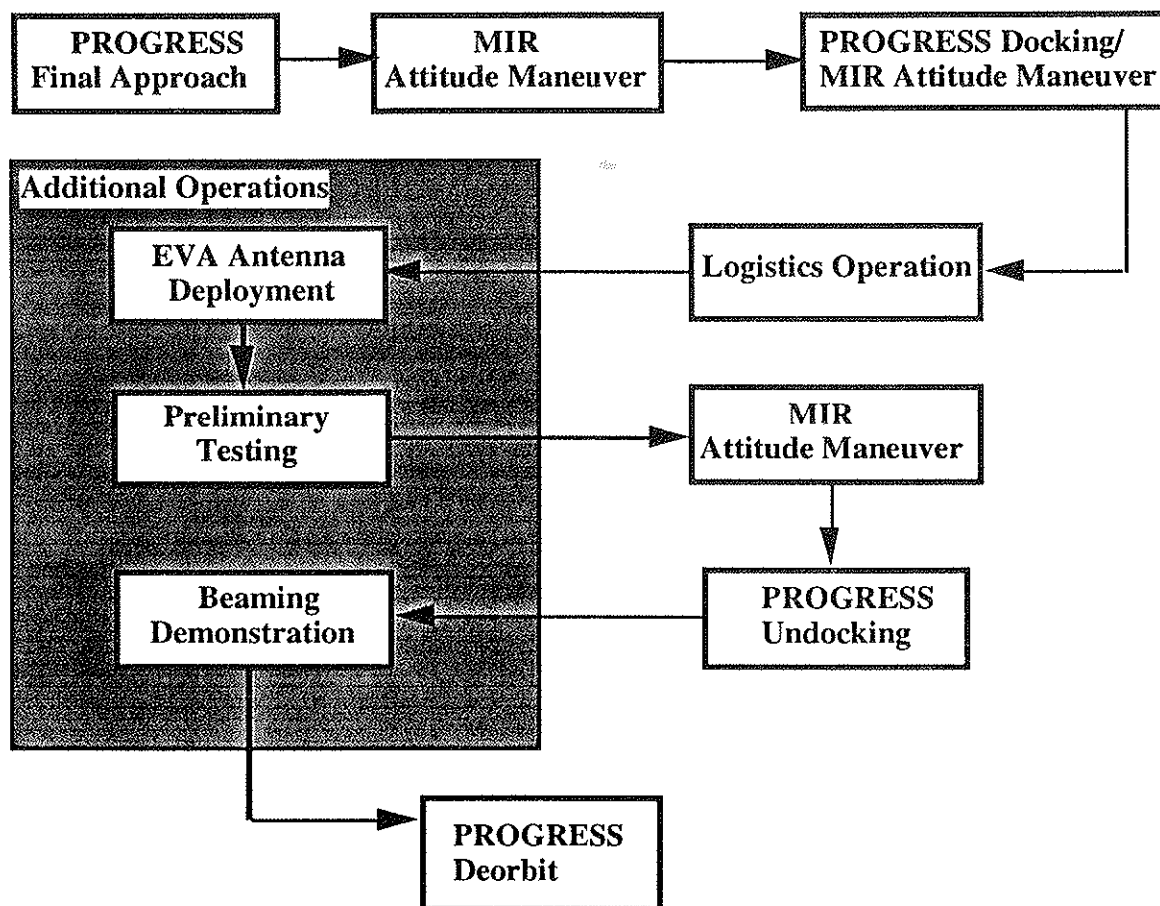 PROGRESS
Final Approach
MIR
Attitude Maneuver
PROGRESS Docking/
MIR Attitude Maneuver
Additional Operations
EVA Antenna
Deployment
Logistics Operation
Preliminary
Testing
MIR
Attitude Maneuver
Beaming
Demonstration
PROGRESS
Undocking
PROGRESS
Deorbit